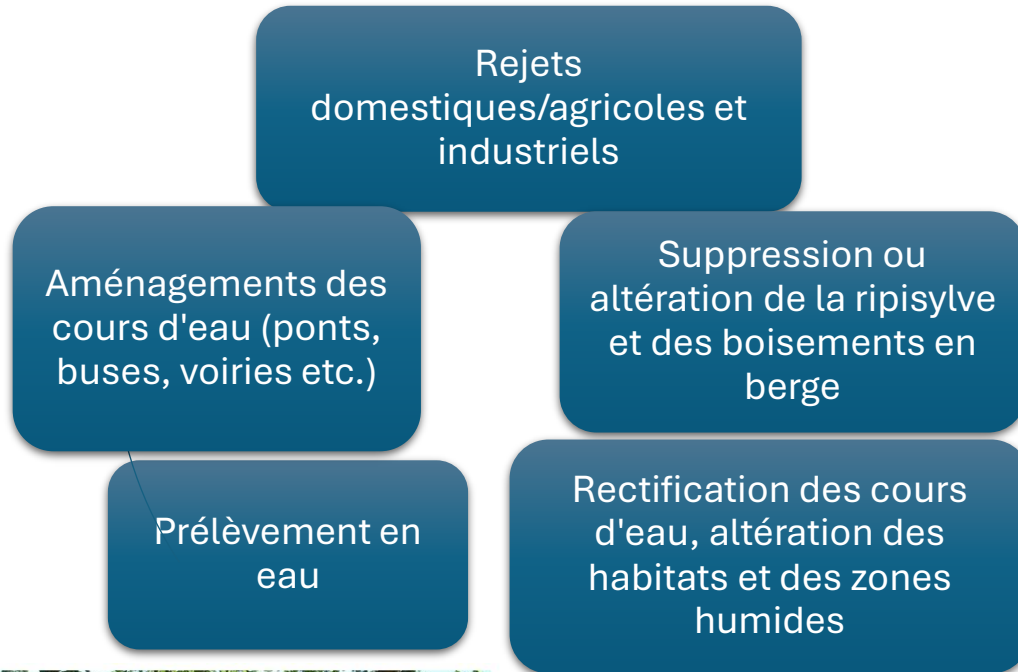 Rejets
domestiques/agricoles et
industriels
Aménagements des
cours d'eau (ponts,
buses, voiries etc.)
Suppression ou
altération de la ripisylve
et des boisements en
berge
Prélèvement en
eau
Rectification des cours
d'eau, altération des
habitats et des zones
humides